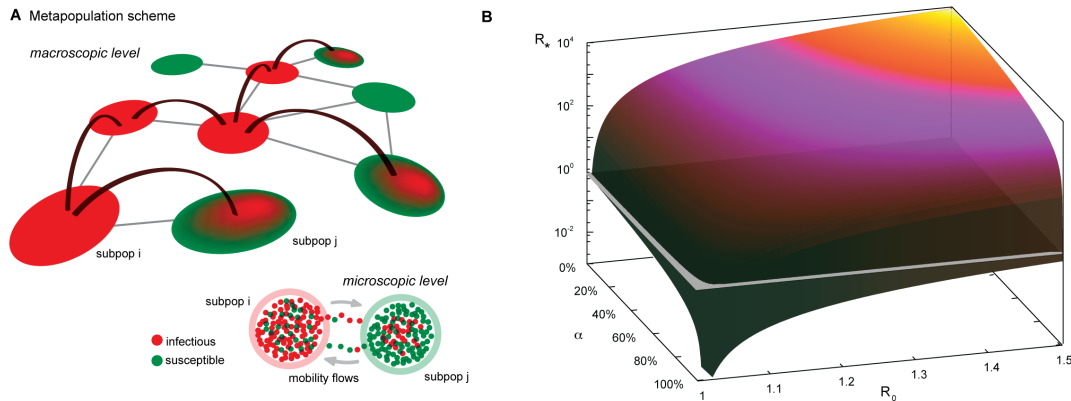 A Metapopulation scheme
macroscopic level
subpop i
subpop j
microscopic level
subpop i
infectious
susceptible
mobility flows
subpop j
B
R*
10^4
10^2
10^0
10^-2
0%
20%
40%
60%
80%
100%
α
1
1.1
1.2
1.3
1.4
1.5
R₀